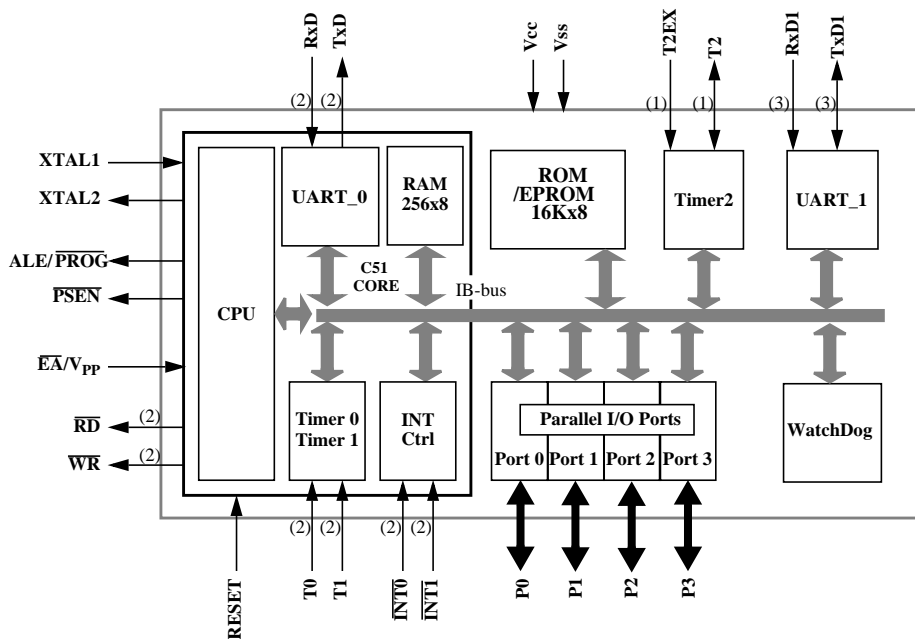 RxD
TxD
Vcc
Vss
T2EX
T2
RxD1
TxD1
(2)
(2)
(1)
(1)
(3)
(3)
XTAL1
XTAL2
ALE/PROG
PSEN
EA/VPP
RD
(2)
WR
(2)
CPU
UART_0
RAM
256x8
C51
CORE
IB-bus
ROM
/EPROM
16Kx8
Timer2
UART_1
Timer 0
Timer 1
INT
Ctrl
Parallel I/O Ports
Port 0
Port 1
Port 2
Port 3
WatchDog
(2)
(2)
(2)
(2)
RESET
T0
T1
INT0
INT1
P0
P1
P2
P3